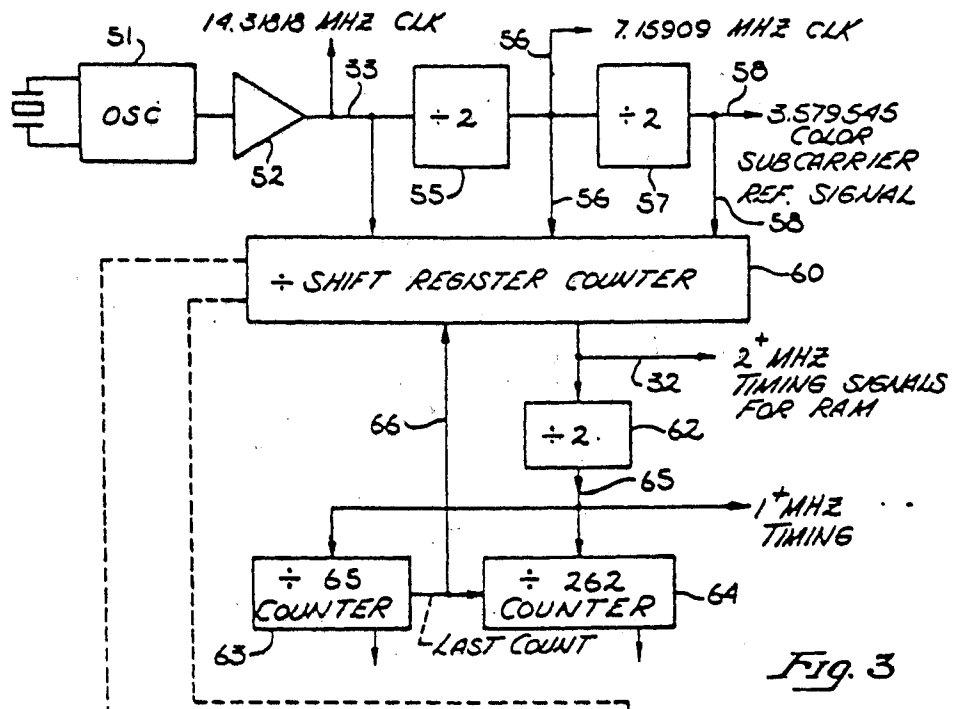 14.31818 MHZ CLK
51
33
56
7.15909 MHZ CLK
OSC
52
÷ 2
55
56
÷ 2
57
58
3.579545
COLOR
SUBCARRIER
REF. SIGNAL
58
÷ SHIFT REGISTER COUNTER
60
2+ MHZ
TIMING SIGNALS
FOR RAM
32
66
÷ 2.
62
65
1+ MHZ
TIMING
÷ 65
COUNTER
63
LAST COUNT
÷ 262
COUNTER
64
Fig. 3